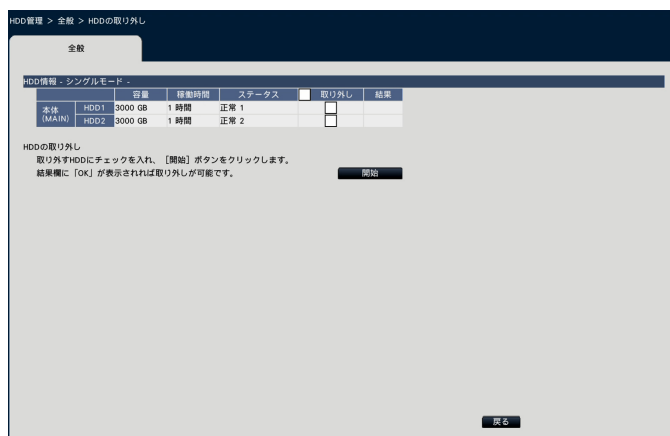 HDD管理 > 全般 > HDDの取り外し
全般
HDD情報 - シングルモード -
容量 稼働時間 ステータス 取り外し 結果
本体 (MAIN) HDD1 3000 GB 1 時間 正常 1
HDD2 3000 GB 1 時間 正常 2
HDDの取り外し
取り外すHDDにチェックを入れ、［開始］ボタンをクリックします。
結果欄に「OK」が表示されれば取り外しが可能です。 開始
戻る